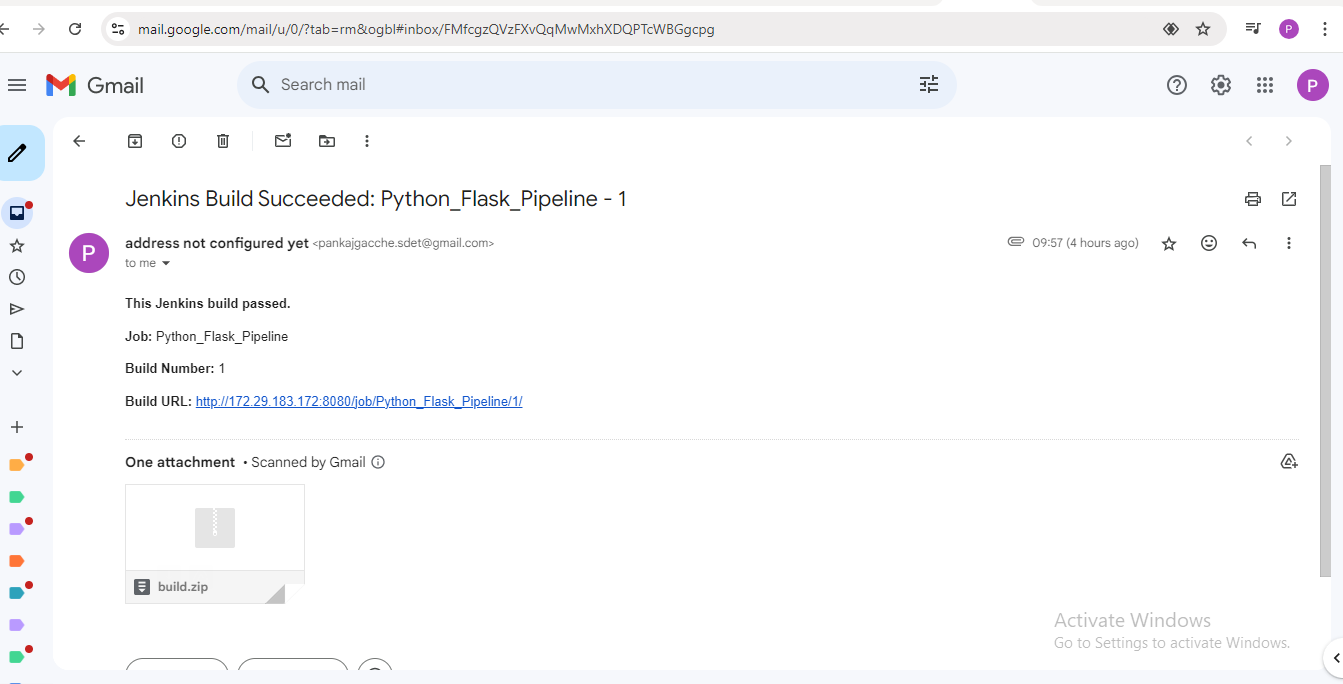 mail.google.com/mail/u/0/?tab=rm&ogbl#inbox/FMfcgzQVzFXvQqMwMxhXDQPTcWBGgcpg
P
Gmail
Search mail
P
Jenkins Build Succeeded: Python_Flask_Pipeline - 1
P
address not configured yet <pankajgacche.sdet@gmail.com>
09:57 (4 hours ago)
to me
This Jenkins build passed.
Job: Python_Flask_Pipeline
Build Number: 1
Build URL: http://172.29.183.172:8080/job/Python_Flask_Pipeline/1/
One attachment • Scanned by Gmail
build.zip
Activate Windows
Go to Settings to activate Windows.